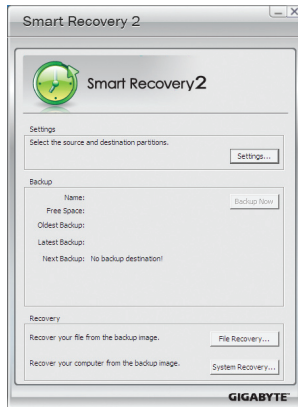 Smart Recovery 2
Smart Recovery2
Settings
Select the source and destination partitions.
Settings...
Backup
Name:
Backup Now
Free Space:
Oldest Backup:
Latest Backup:
Next Backup: No backup destination!
Recovery
Recover your file from the backup image.
File Recovery...
Recover your computer from the backup image.
System Recovery...
GIGABYTE™